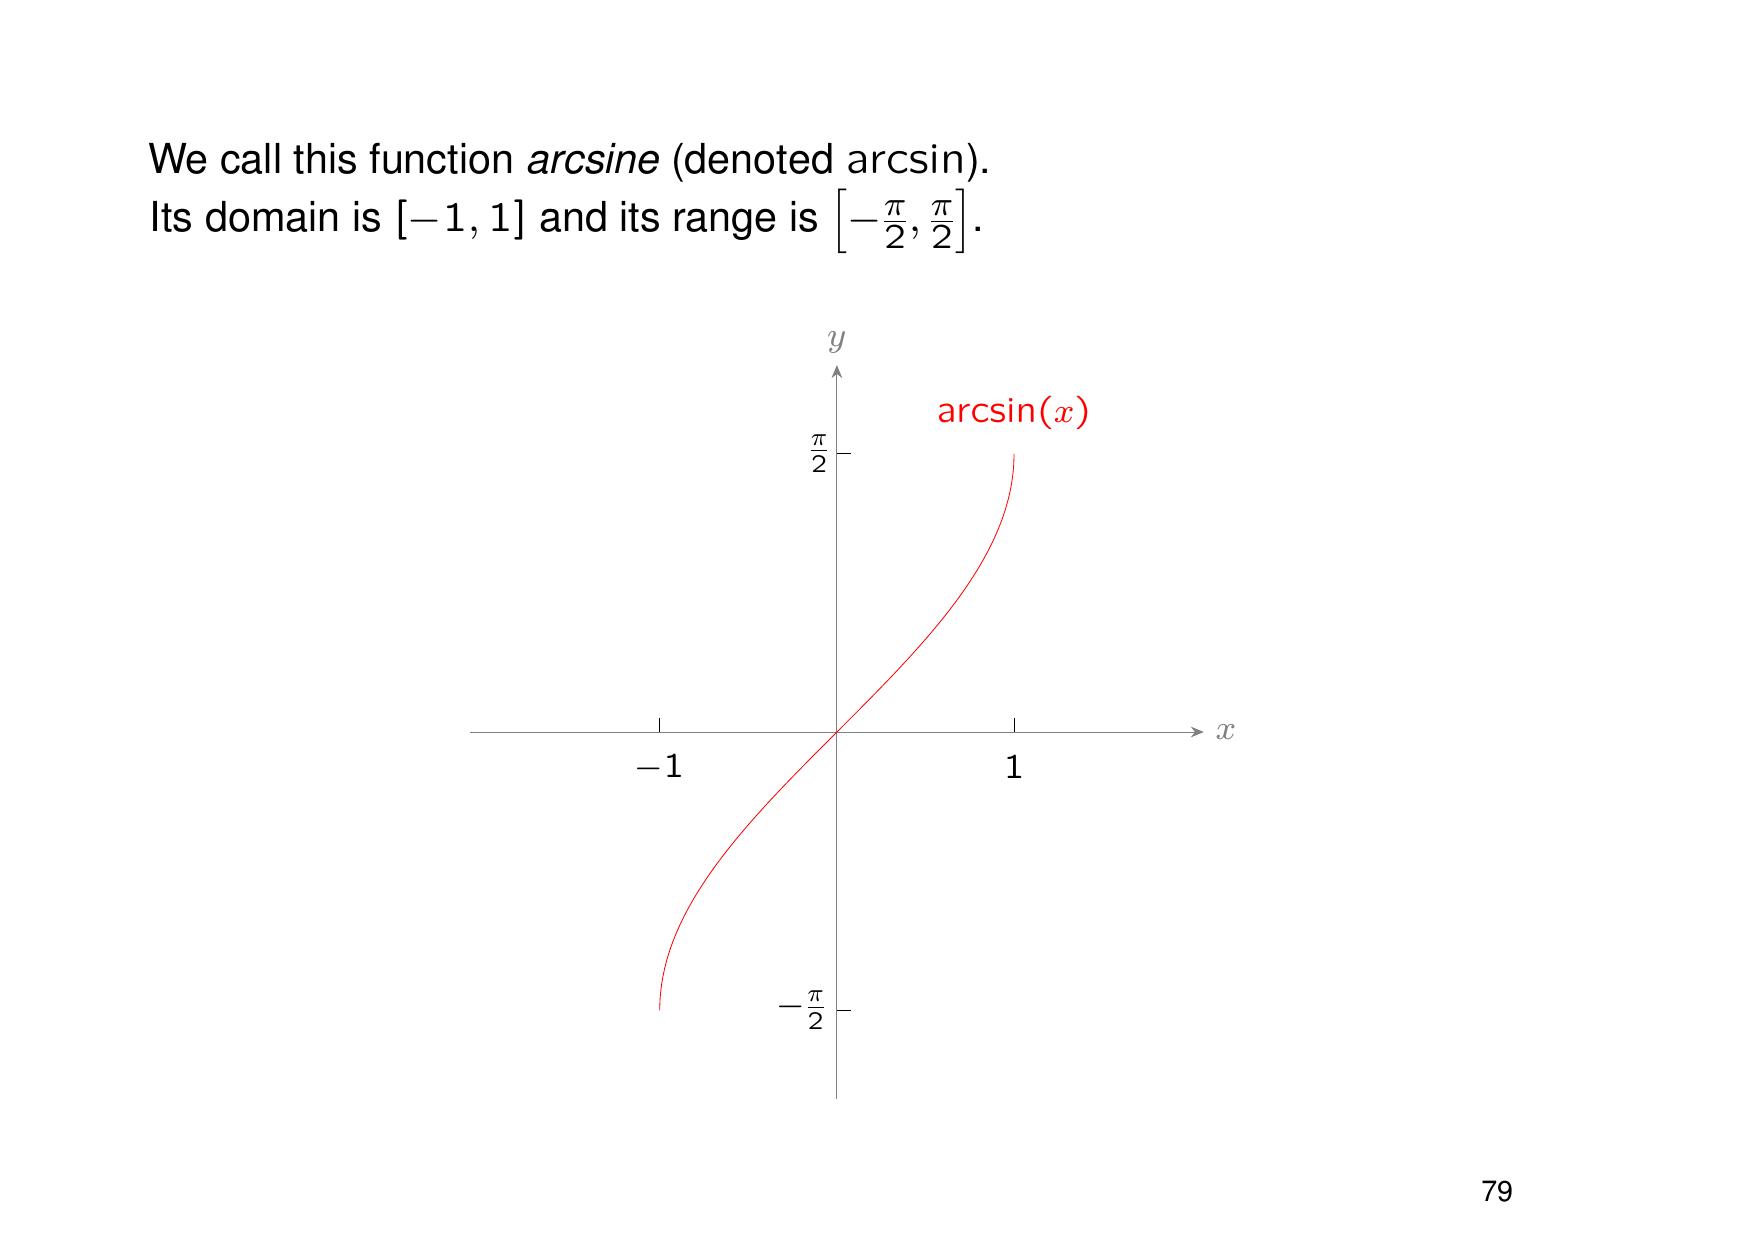 We call this function arcsine (denoted arcsin).
Its domain is [−1, 1] and its range is [−π/2, π/2].
y
arcsin(x)
π/2
x
−1
1
−π/2
79